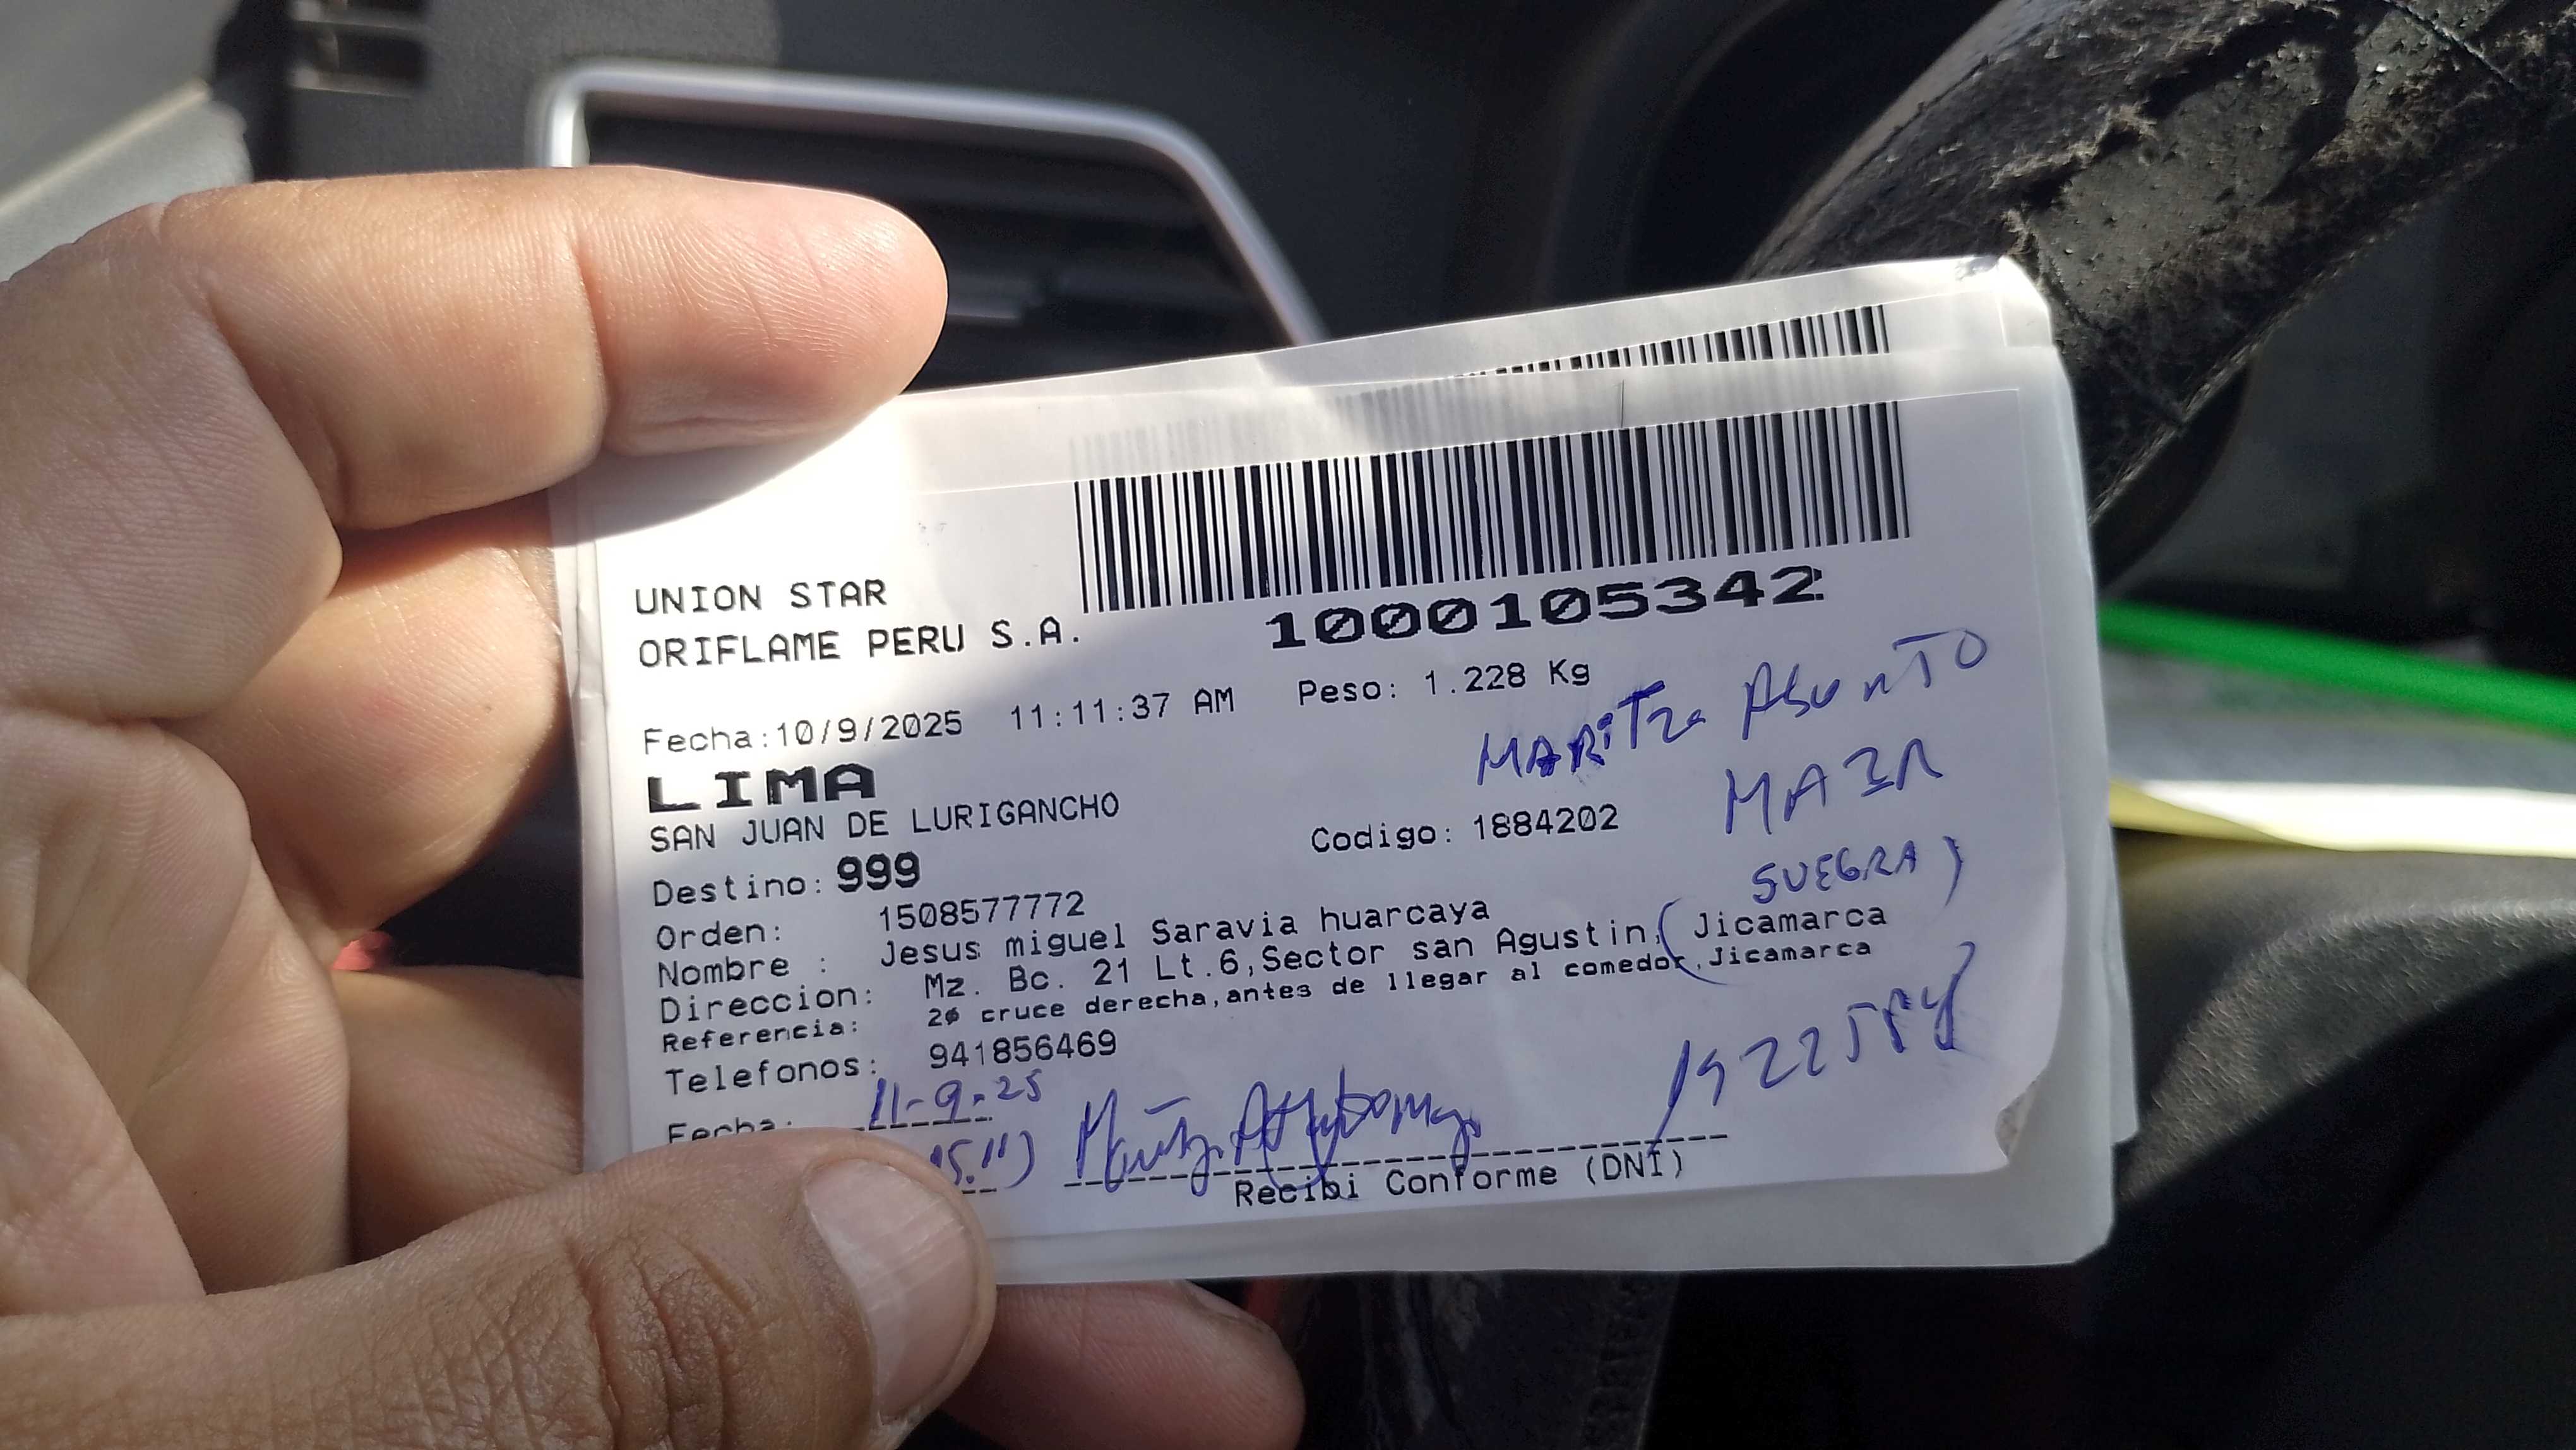 UNION STAR
ORIFLAME PERU S.A.
1000105342
Fecha:10/9/2025 11:11:37 AM Peso: 1.228 Kg
MARiTza ASUnTO
LIMA
SAN JUAN DE LURIGANCHO
Codigo: 1884202
Destino: 999
(SUEGRA)
Orden: 1508577772
Nombre : Jesus miguel Saravia huarcaya
Direccion: Mz. Bc. 21 Lt.6,Sector san Agustin, Jicamarca
Referencia: 2º cruce derecha,antes de llegar al comedor,Jicamarca
Telefonos: 941856469
Fecha: 11-9-25
Recibi Conforme (DNI)